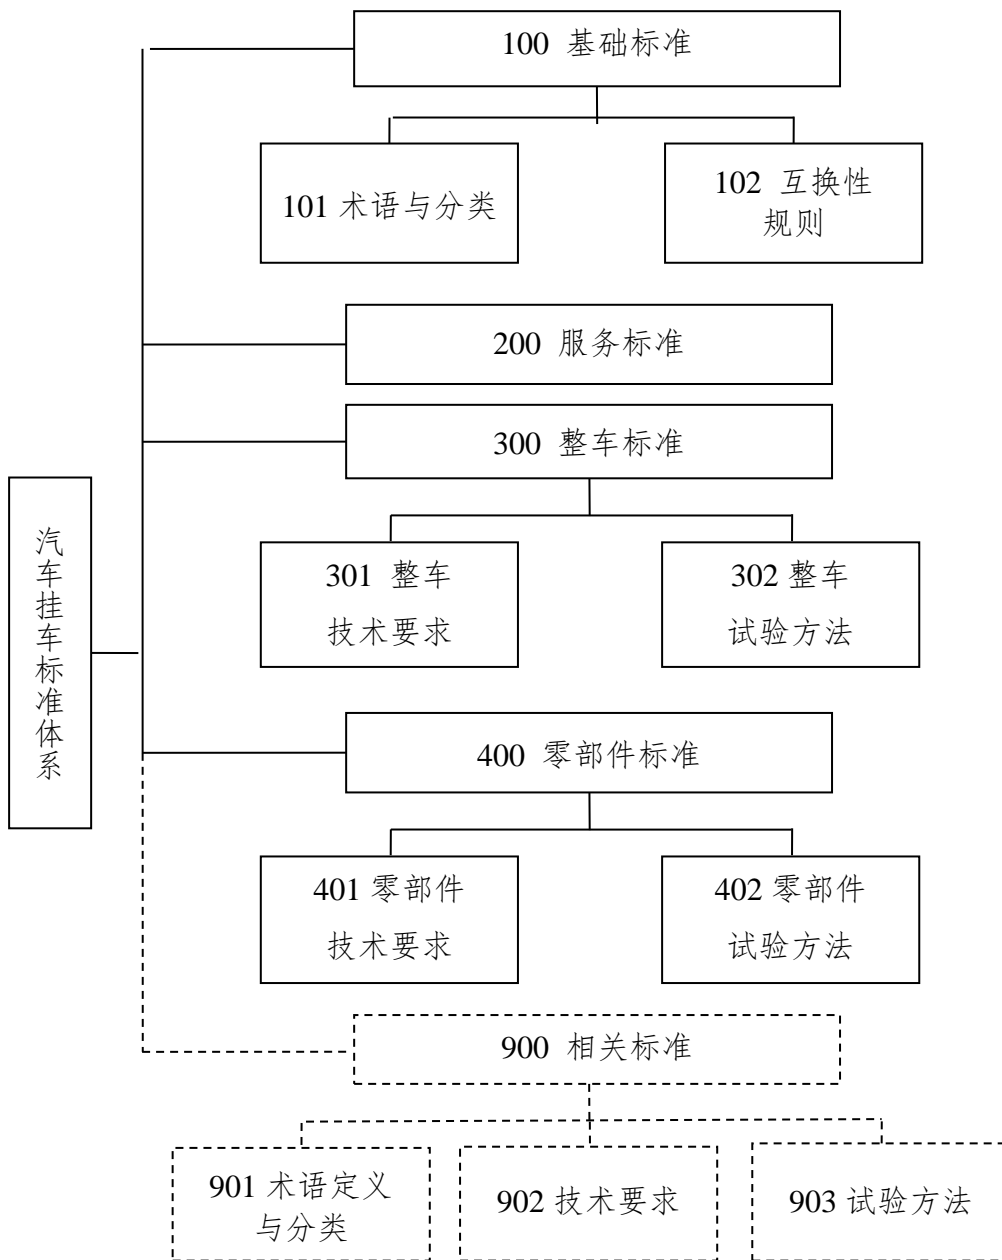 100 基础标准
101 术语与分类
102 互换性
规则
200 服务标准
300 整车标准
汽车挂车标准体系
301 整车
技术要求
302 整车
试验方法
400 零部件标准
401 零部件
技术要求
402 零部件
试验方法
900 相关标准
901 术语定义
与分类
902 技术要求
903 试验方法